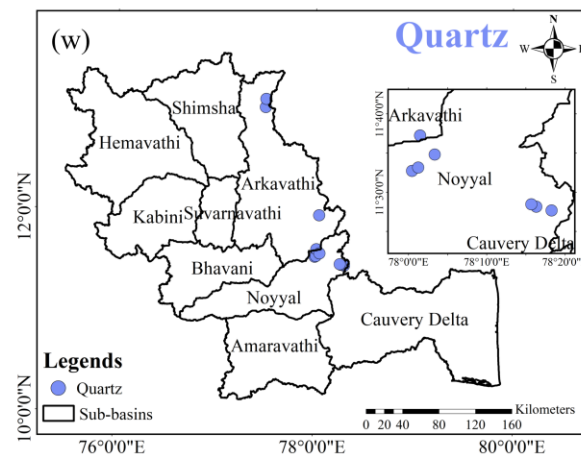 (w)
Quartz
N
W E
S
Shimsha
Hemavathi
Arkavathi
Kabini
Suvarnavathi
Bhavani
Noyyal
Amaravathi
Cauvery Delta
11°40'0"N
11°30'0"N
Arkavathi
Noyyal
Cauvery Delta
78°0'0"E
78°10'0"E
78°20'0"E
12°0'0"N
10°0'0"N
Legends
Quartz
Sub-basins
Kilometers
0 20 40 80 120 160
76°0'0"E
78°0'0"E
80°0'0"E